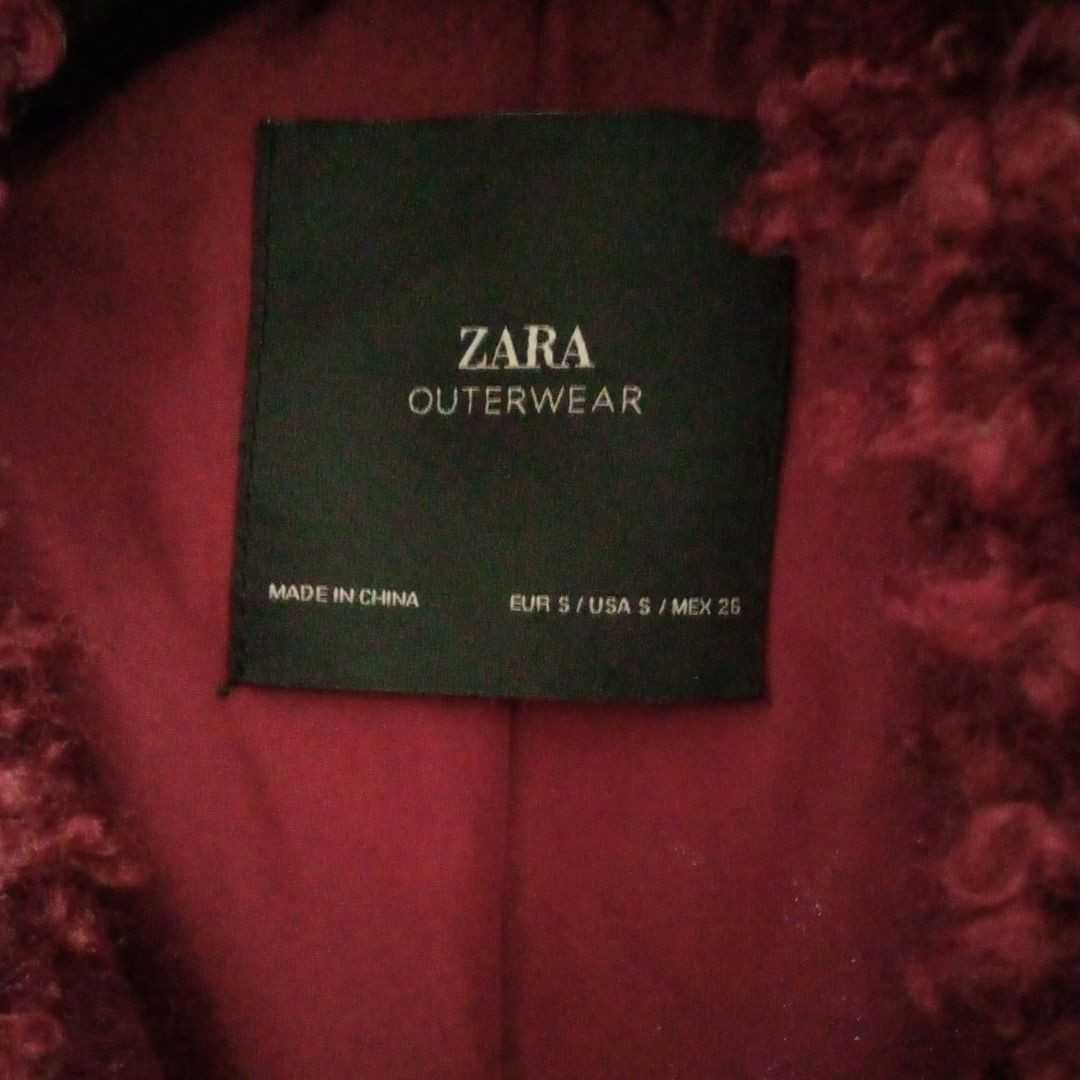 ZARA
OUTERWEAR
MADE IN CHINA
EUR S / USA S / MEX 26